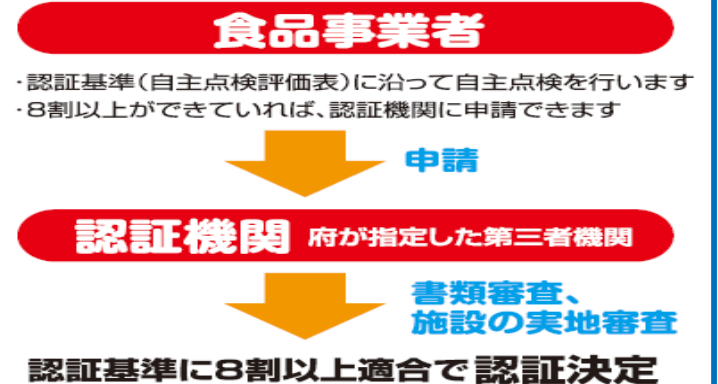 食品事業者
・認証基準(自主点検評価表)に沿って自主点検を行います
・8割以上ができていれば、認証機関に申請できます
申請
認証機関 府が指定した第三者機関
書類審査、
施設の実地審査
認証基準に8割以上適合で認証決定